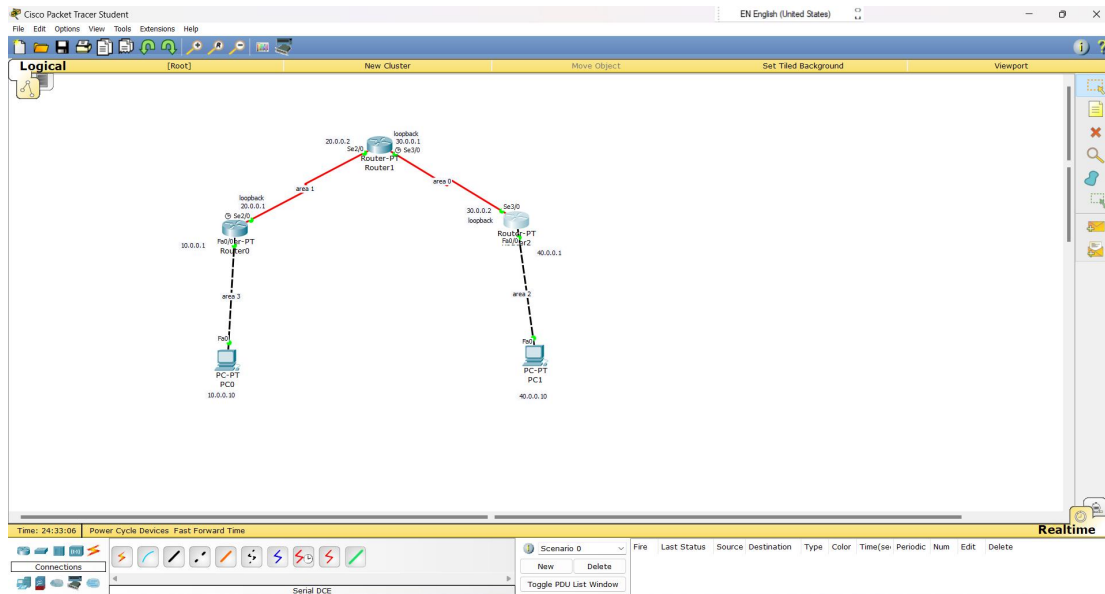 Cisco Packet Tracer Student
EN English (United States)
File Edit Options View Tools Extensions Help
Logical [Root] New Cluster Move Object Set Tiled Background Viewport
loopback
20.0.0.2 30.0.0.1
Se2/0 Se3/0
Router-PT
Router1
area 1
area 0
loopback
20.0.0.1
Se2/0
30.0.0.2 Se3/0
loopback
Router-PT
Fa0/0
40.0.0.1
10.0.0.1
Fa0/0
Router0
area 3
area 2
Fa0
Fa0
PC-PT
PC0
PC-PT
PC1
10.0.0.10
40.0.0.10
Time: 24:33:06 Power Cycle Devices Fast Forward Time Realtime
Connections
Serial DCE
Scenario 0
New Delete
Toggle PDU List Window
Fire Last Status Source Destination Type Color Time(sec Periodic Num Edit Delete